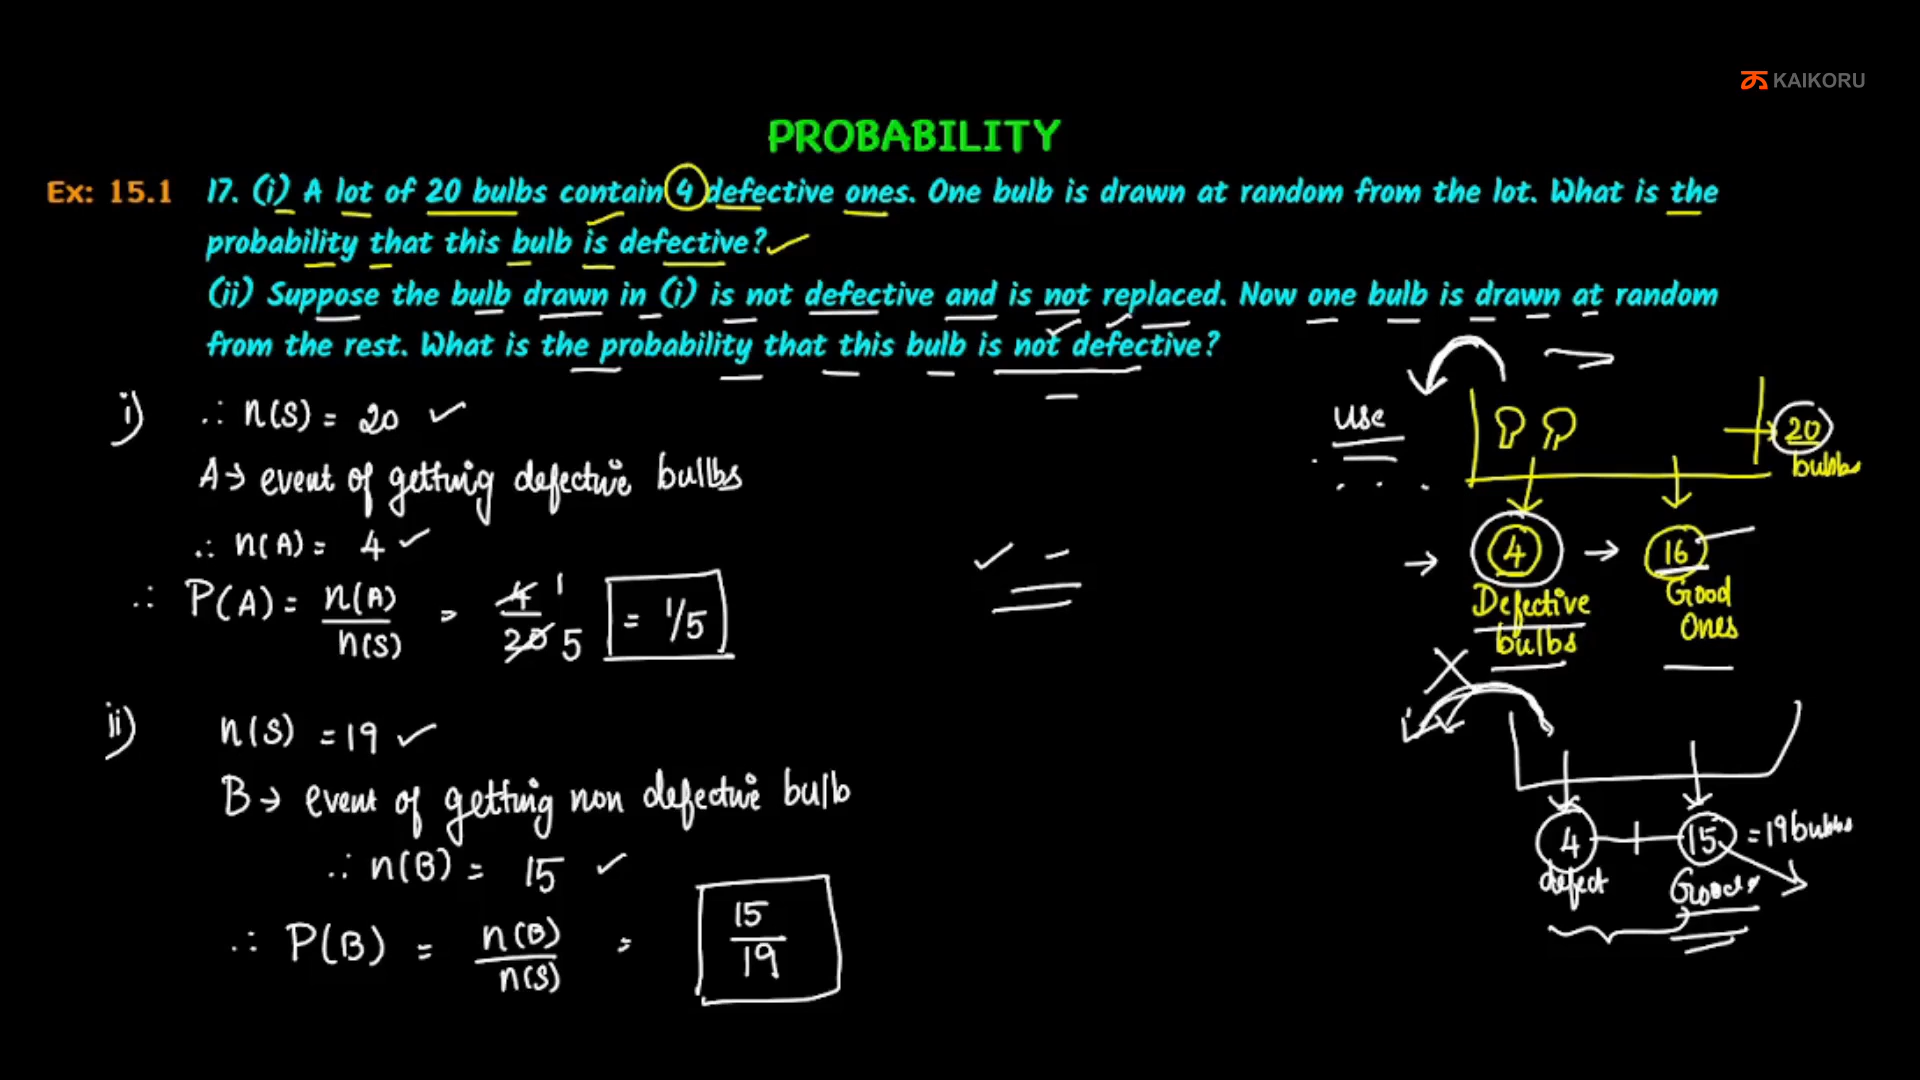 KAIKORU
PROBABILITY
Ex: 15.1 17. (i) A lot of 20 bulbs contain 4 defective ones. One bulb is drawn at random from the lot. What is the
probability that this bulb is defective?
(ii) Suppose the bulb drawn in (i) is not defective and is not replaced. Now one bulb is drawn at random
from the rest. What is the probability that this bulb is not defective?
i) ∴ n(S) = 20 ✓
A → event of getting defective bullbs
∴ n(A) = 4 ✓
∴ P(A) = n(A)/n(S) = 4/20 1 5 = 1/5
ii) n(S) = 19 ✓
B → event of getting non defective bulb
∴ n(B) = 15 ✓
∴ P(B) = n(B)/n(S) = 15/19
use
20
bulbs
4 → 16
Defective
bulbs
Good
Ones
4 15 = 19 bulbs
defect Good